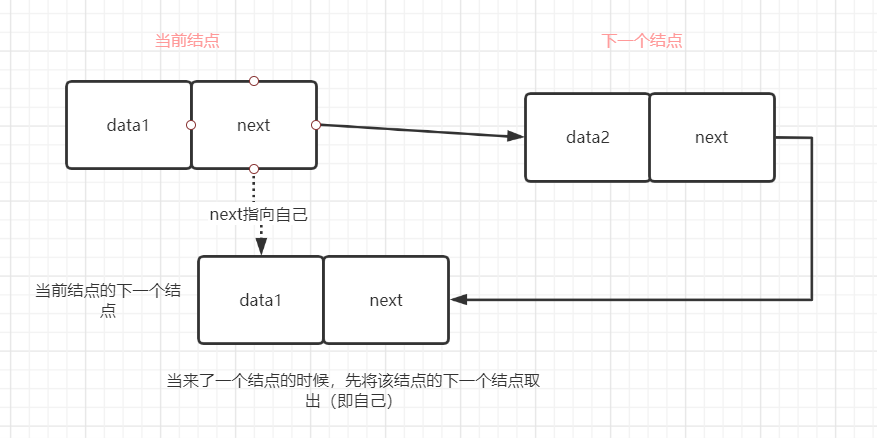 当前结点
下一个结点
data1
next
data2
next
next指向自己
当前结点的下一个结
点
data1
next
当来了一个结点的时候，先将该结点的下一个结点取
出（即自己）